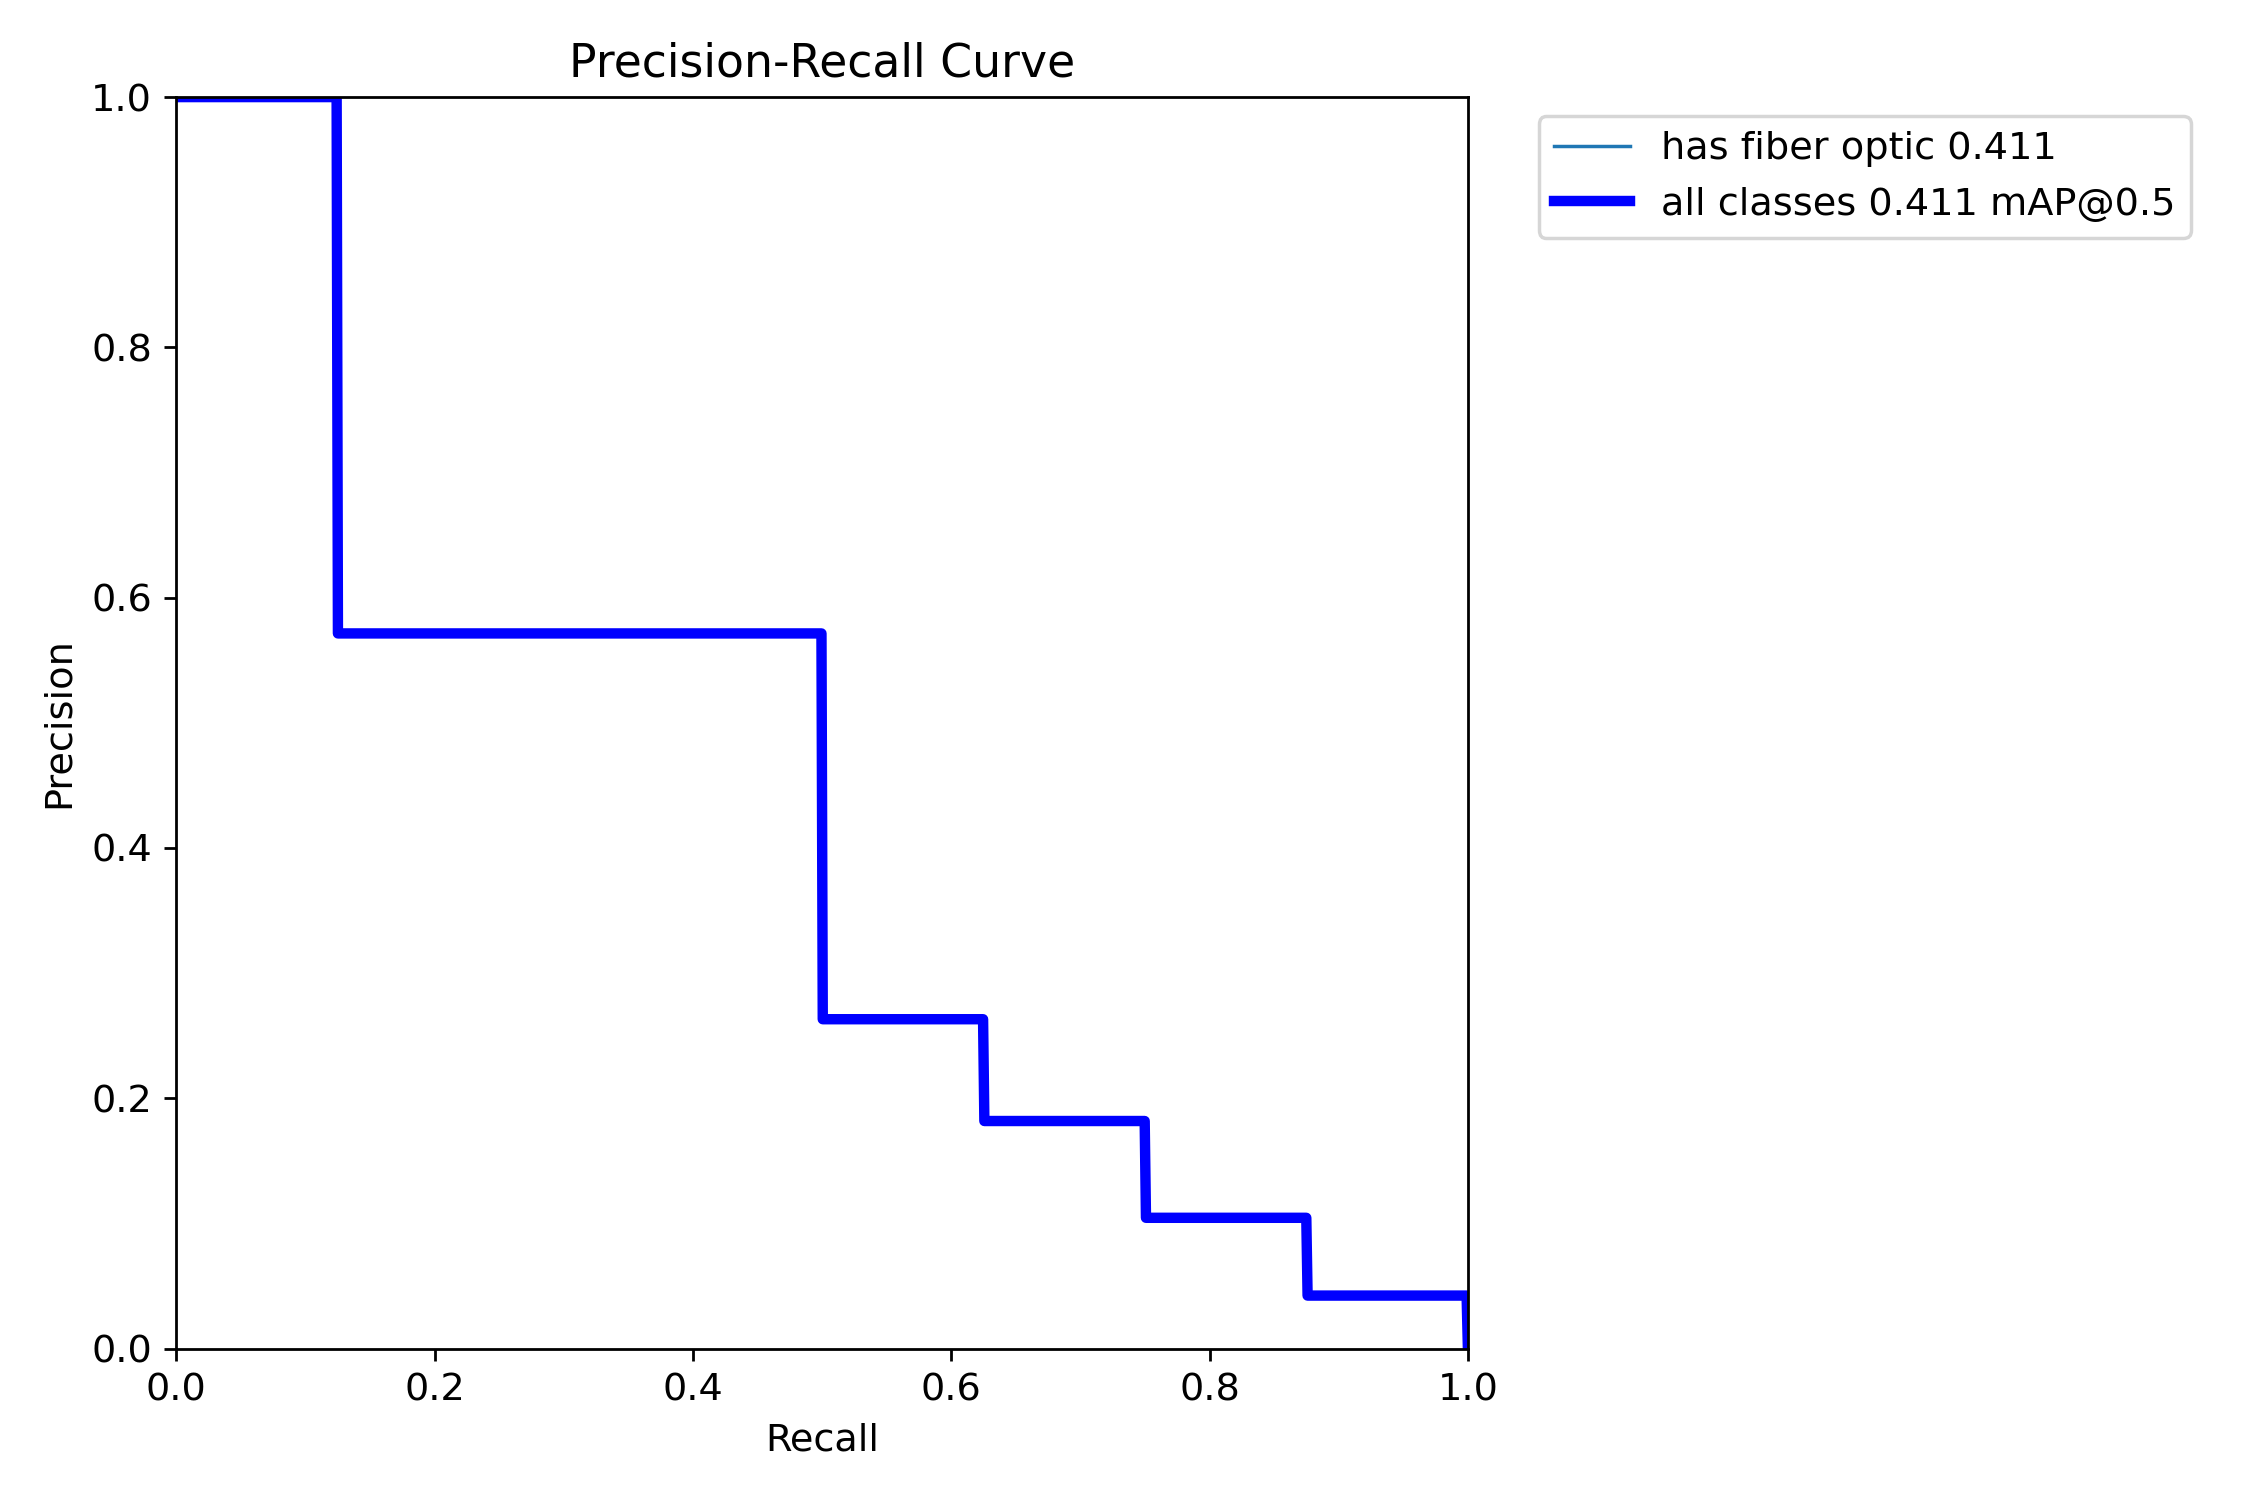 Precision-Recall Curve
1.0
0.8
0.6
0.4
0.2
0.0
Precision
0.0 0.2 0.4 0.6 0.8 1.0
Recall
has fiber optic 0.411
all classes 0.411 mAP@0.5